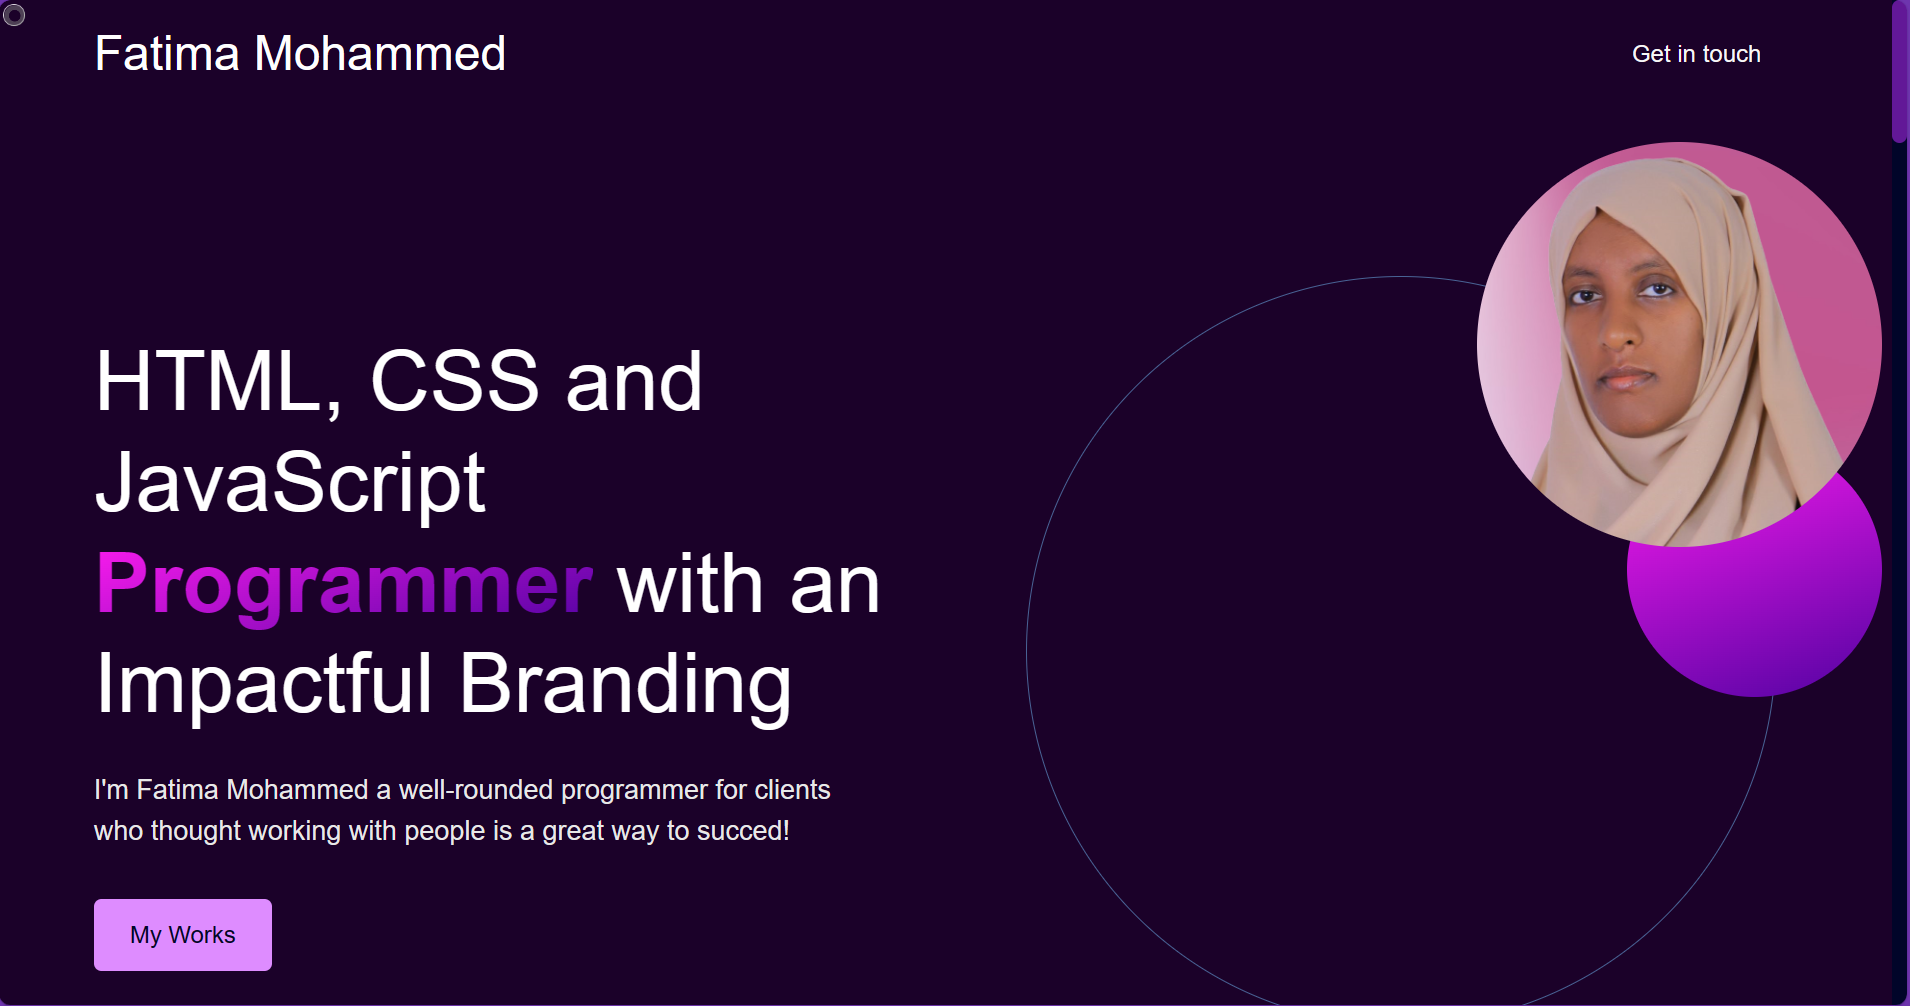 Fatima Mohammed
Get in touch
HTML, CSS and
JavaScript
Programmer with an
Impactful Branding
I'm Fatima Mohammed a well-rounded programmer for clients
who thought working with people is a great way to succed!
My Works